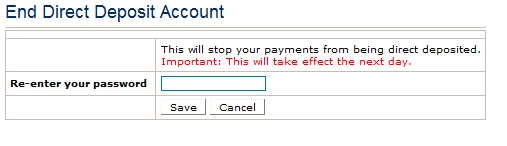 End Direct Deposit Account
This will stop your payments from being direct deposited.
Important: This will take effect the next day.
Re-enter your password
Save Cancel